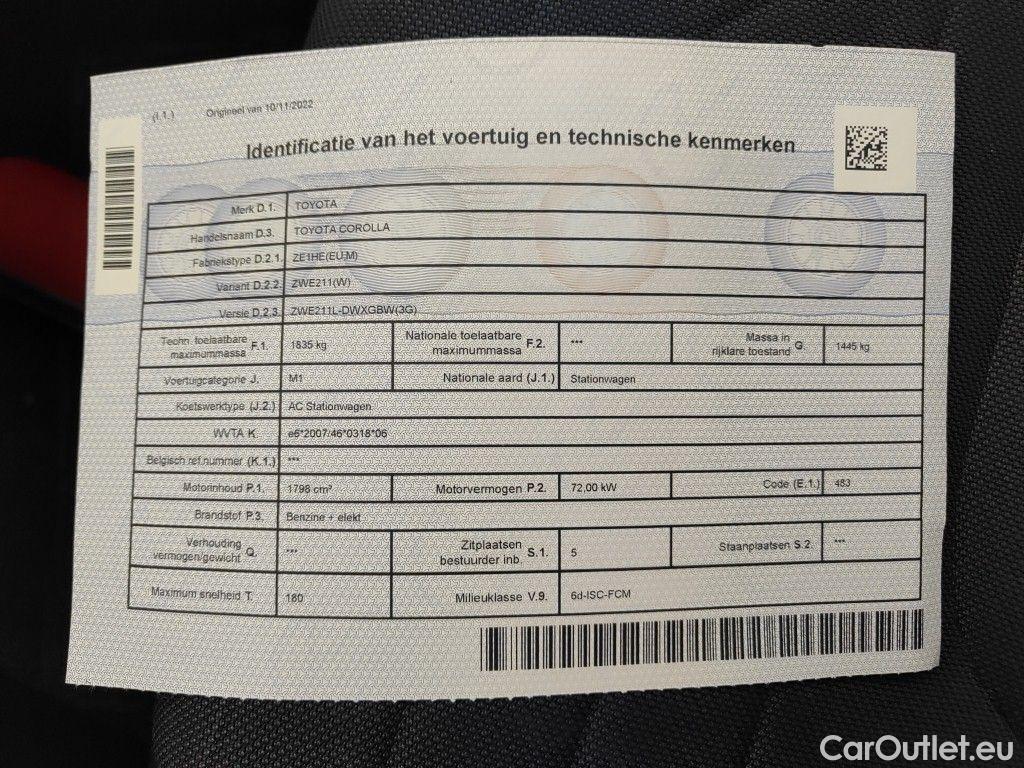 (I.1.) Origineel van 10/11/2022
Identificatie van het voertuig en technische kenmerken
Merk D.1. TOYOTA
Handelsnaam D.3. TOYOTA COROLLA
Fabriekstype D.2.1. ZE1HE(EU,M)
Variant D.2.2. ZWE211(W)
Versie D.2.3. ZWE211L-DWXGBW(3G)
Techn. toelaatbare maximummassa F.1. 1835 kg Nationale toelaatbare maximummassa F.2. *** Massa in rijklare toestand G. 1445 kg
Voertuigcategorie J. M1 Nationale aard (J.1.) Stationwagen
Koetswerktype (J.2.) AC Stationwagen
WVTA K. e6*2007/46*0318*06
Belgisch ref.nummer (K.1.) ***
Motorinhoud P.1. 1798 cm³ Motorvermogen P.2. 72,00 kW Code (E.1.) 483
Brandstof P.3. Benzine + elekt
Verhouding vermogen/gewicht Q. *** Zitplaatsen bestuurder inb. S.1. 5 Staanplaatsen S.2. ***
Maximum snelheid T. 180 Milieuklasse V.9. 6d-ISC-FCM
CarOutlet.eu